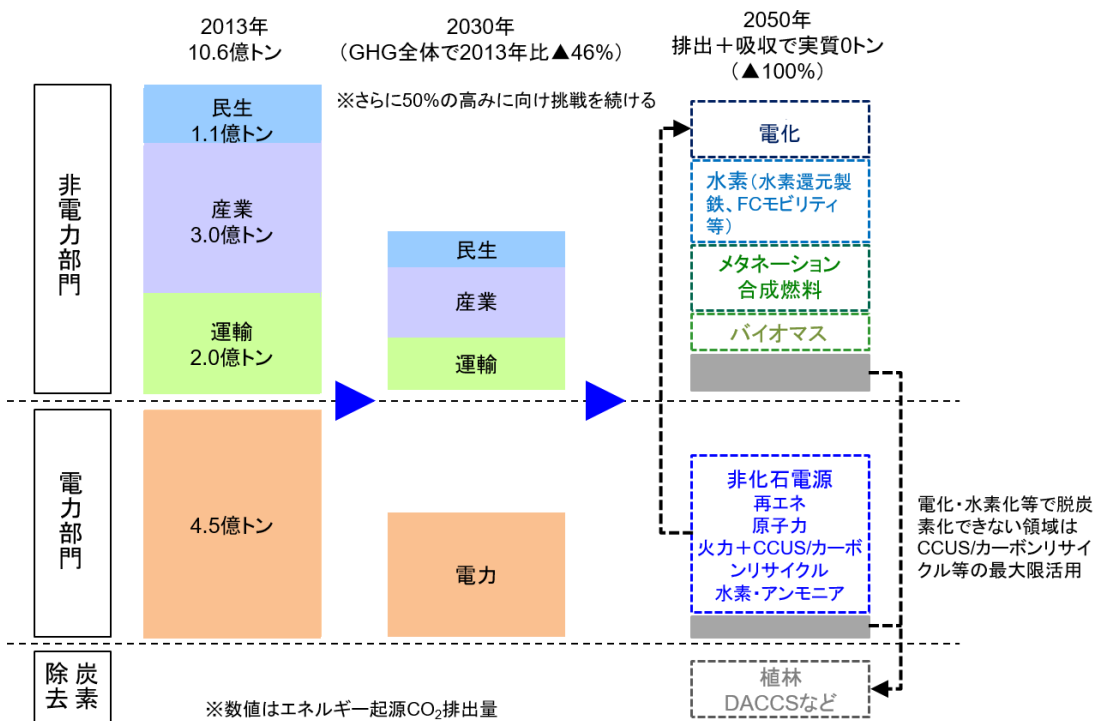 2013年
10.6億トン
2030年
(GHG全体で2013年比▲46%)
2050年
排出＋吸収で実質0トン
(▲100%)
※さらに50%の高みに向け挑戦を続ける
非電力部門
民生
1.1億トン
産業
3.0億トン
運輸
2.0億トン
民生
産業
運輸
電化
水素(水素還元製
鉄、FCモビリティ
等)
メタネーション
合成燃料
バイオマス
電力部門
4.5億トン
電力
非化石電源
再エネ
原子力
火力＋CCUS/カーボ
ンリサイクル
水素・アンモニア
電化・水素化等で脱炭
素化できない領域は
CCUS/カーボンリサイ
クル等の最大限活用
炭素
除去
植林
DACCSなど
※数値はエネルギー起源CO₂排出量